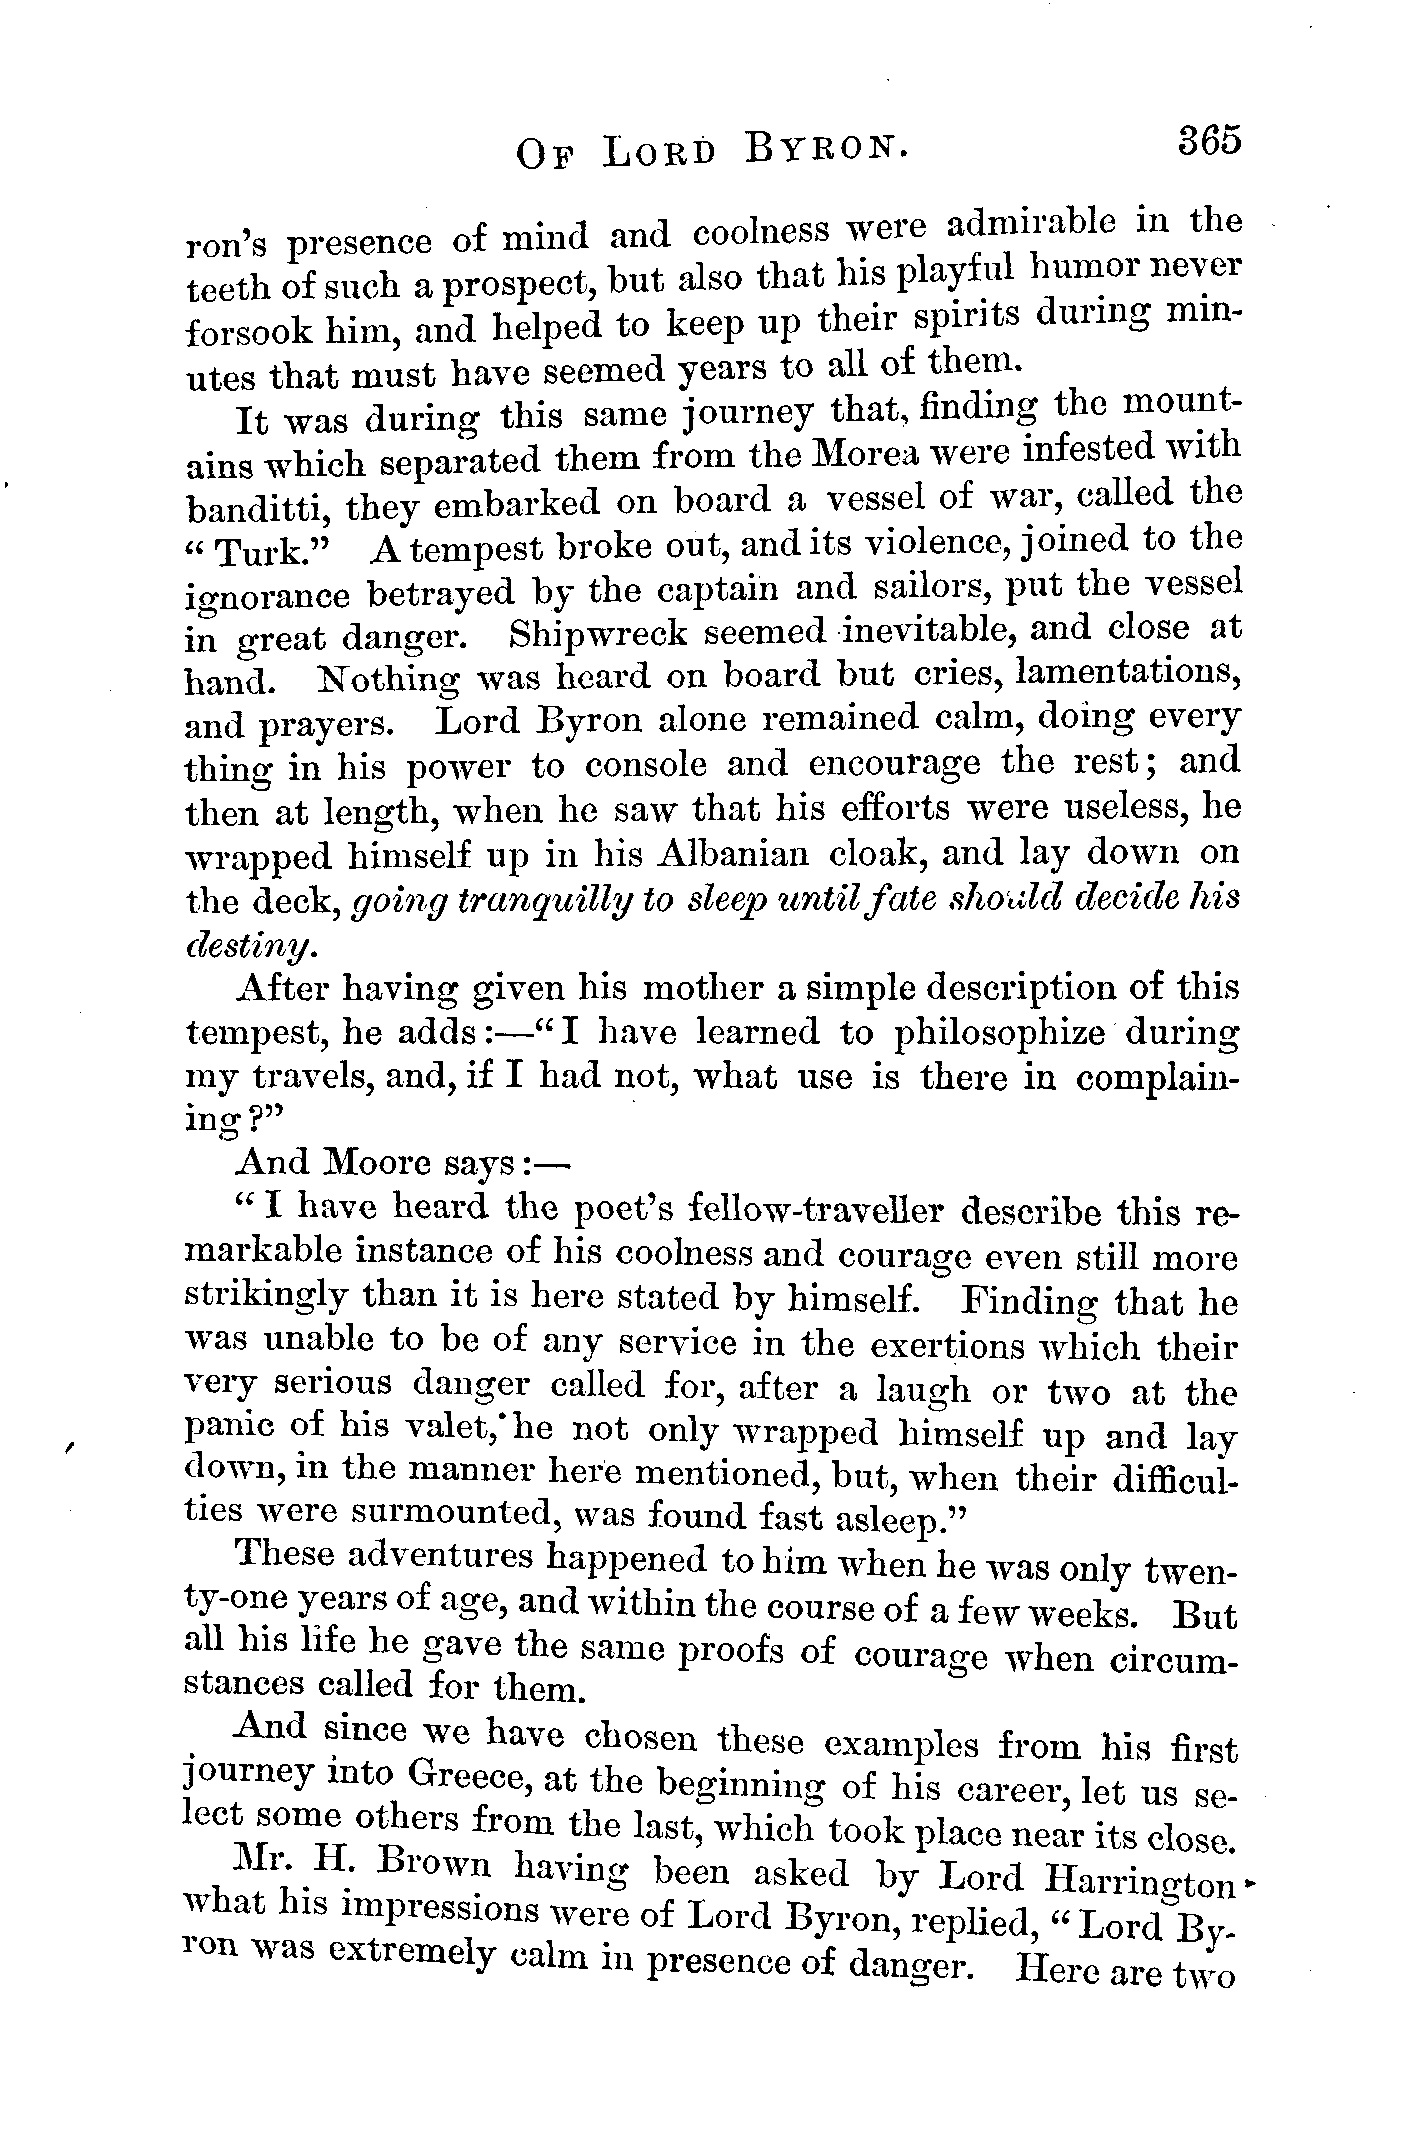 OF LORD BYRON. 365
ron's presence of mind and coolness were admirable in the
teeth of such a prospect, but also that his playful humor never
forsook him, and helped to keep up their spirits during min-
utes that must have seemed years to all of them.
It was during this same journey that, finding the mount-
ains which separated them from the Morea were infested with
banditti, they embarked on board a vessel of war, called the
“ Turk.” A tempest broke out, and its violence, joined to the
ignorance betrayed by the captain and sailors, put the vessel
in great danger. Shipwreck seemed inevitable, and close at
hand. Nothing was heard on board but cries, lamentations,
and prayers. Lord Byron alone remained calm, doing every
thing in his power to console and encourage the rest; and
then at length, when he saw that his efforts were useless, he
wrapped himself up in his Albanian cloak, and lay down on
the deck, going tranquilly to sleep until fate should decide his
destiny.
After having given his mother a simple description of this
tempest, he adds:—“I have learned to philosophize during
my travels, and, if I had not, what use is there in complain-
ing?”
And Moore says:—
“ I have heard the poet's fellow-traveller describe this re-
markable instance of his coolness and courage even still more
strikingly than it is here stated by himself. Finding that he
was unable to be of any service in the exertions which their
very serious danger called for, after a laugh or two at the
panic of his valet, he not only wrapped himself up and lay
down, in the manner here mentioned, but, when their difficul-
ties were surmounted, was found fast asleep.”
These adventures happened to him when he was only twen-
ty-one years of age, and within the course of a few weeks. But
all his life he gave the same proofs of courage when circum-
stances called for them.
And since we have chosen these examples from his first
journey into Greece, at the beginning of his career, let us se-
lect some others from the last, which took place near its close.
Mr. H. Brown having been asked by Lord Harrington
what his impressions were of Lord Byron, replied, “ Lord By-
ron was extremely calm in presence of danger. Here are two